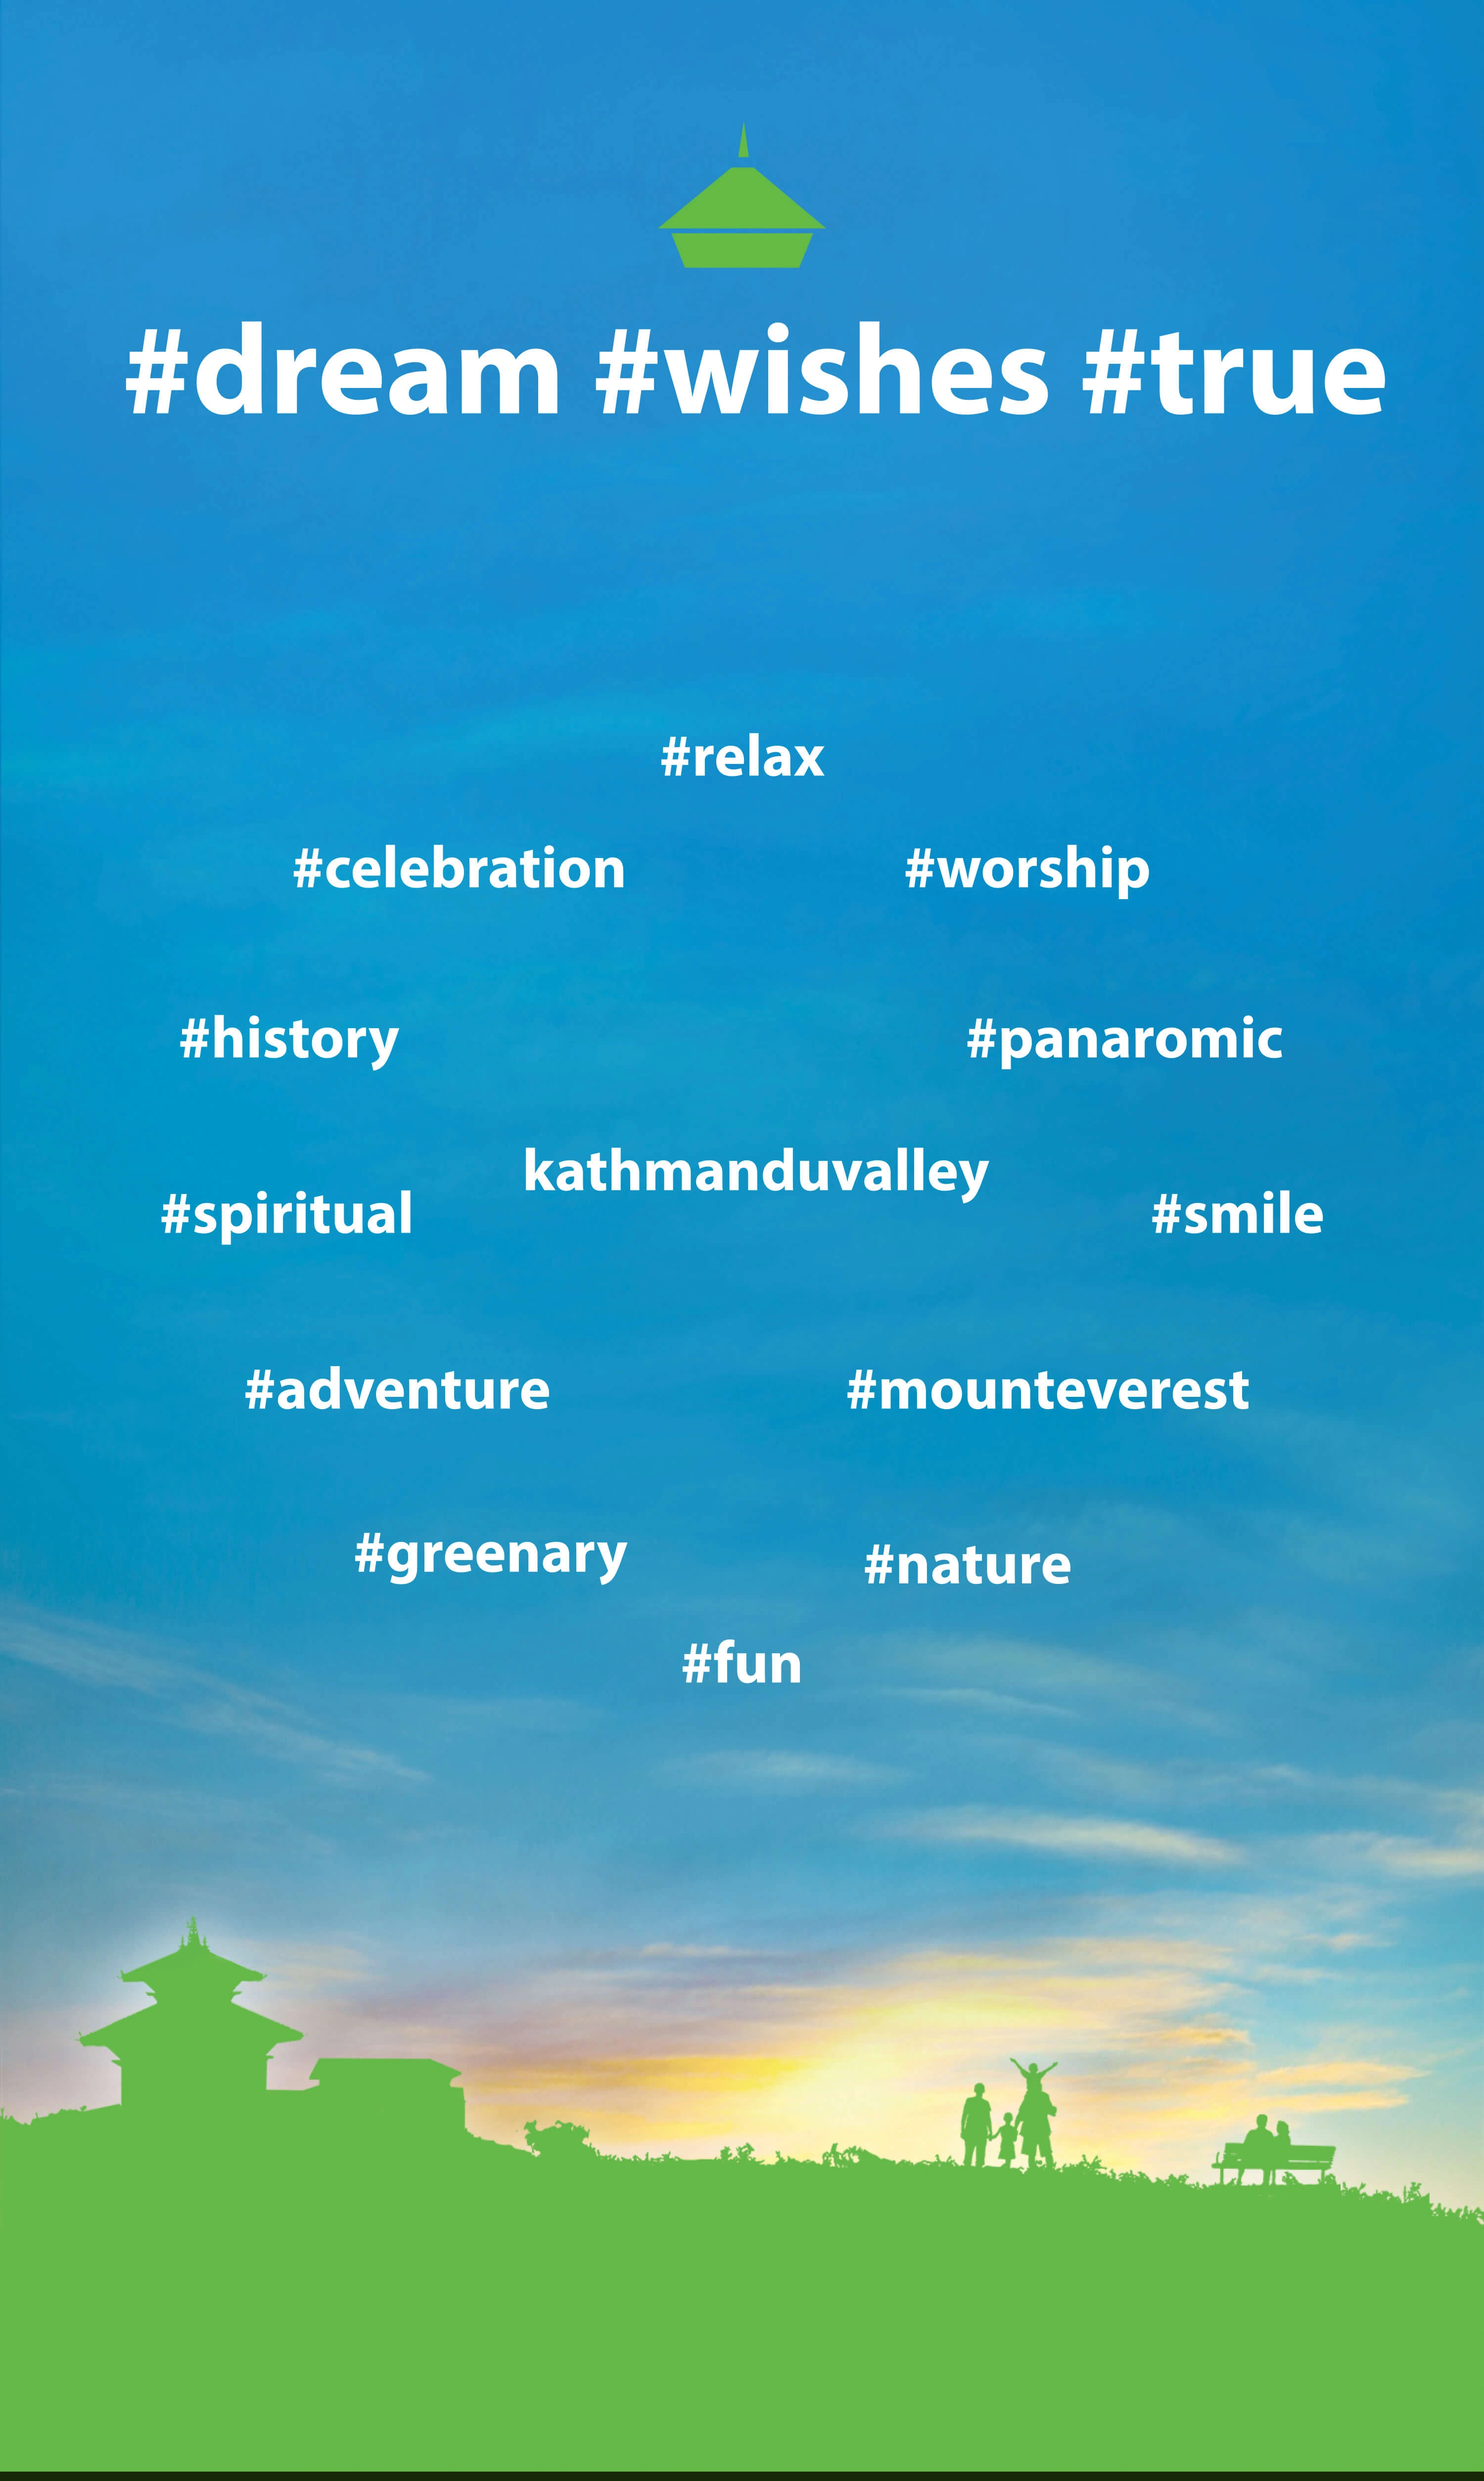 #dream #wishes #true
#relax
#celebration #worship
#history #panaromic
kathmanduvalley
#spiritual #smile
#adventure #mounteverest
#greenary #nature
#fun